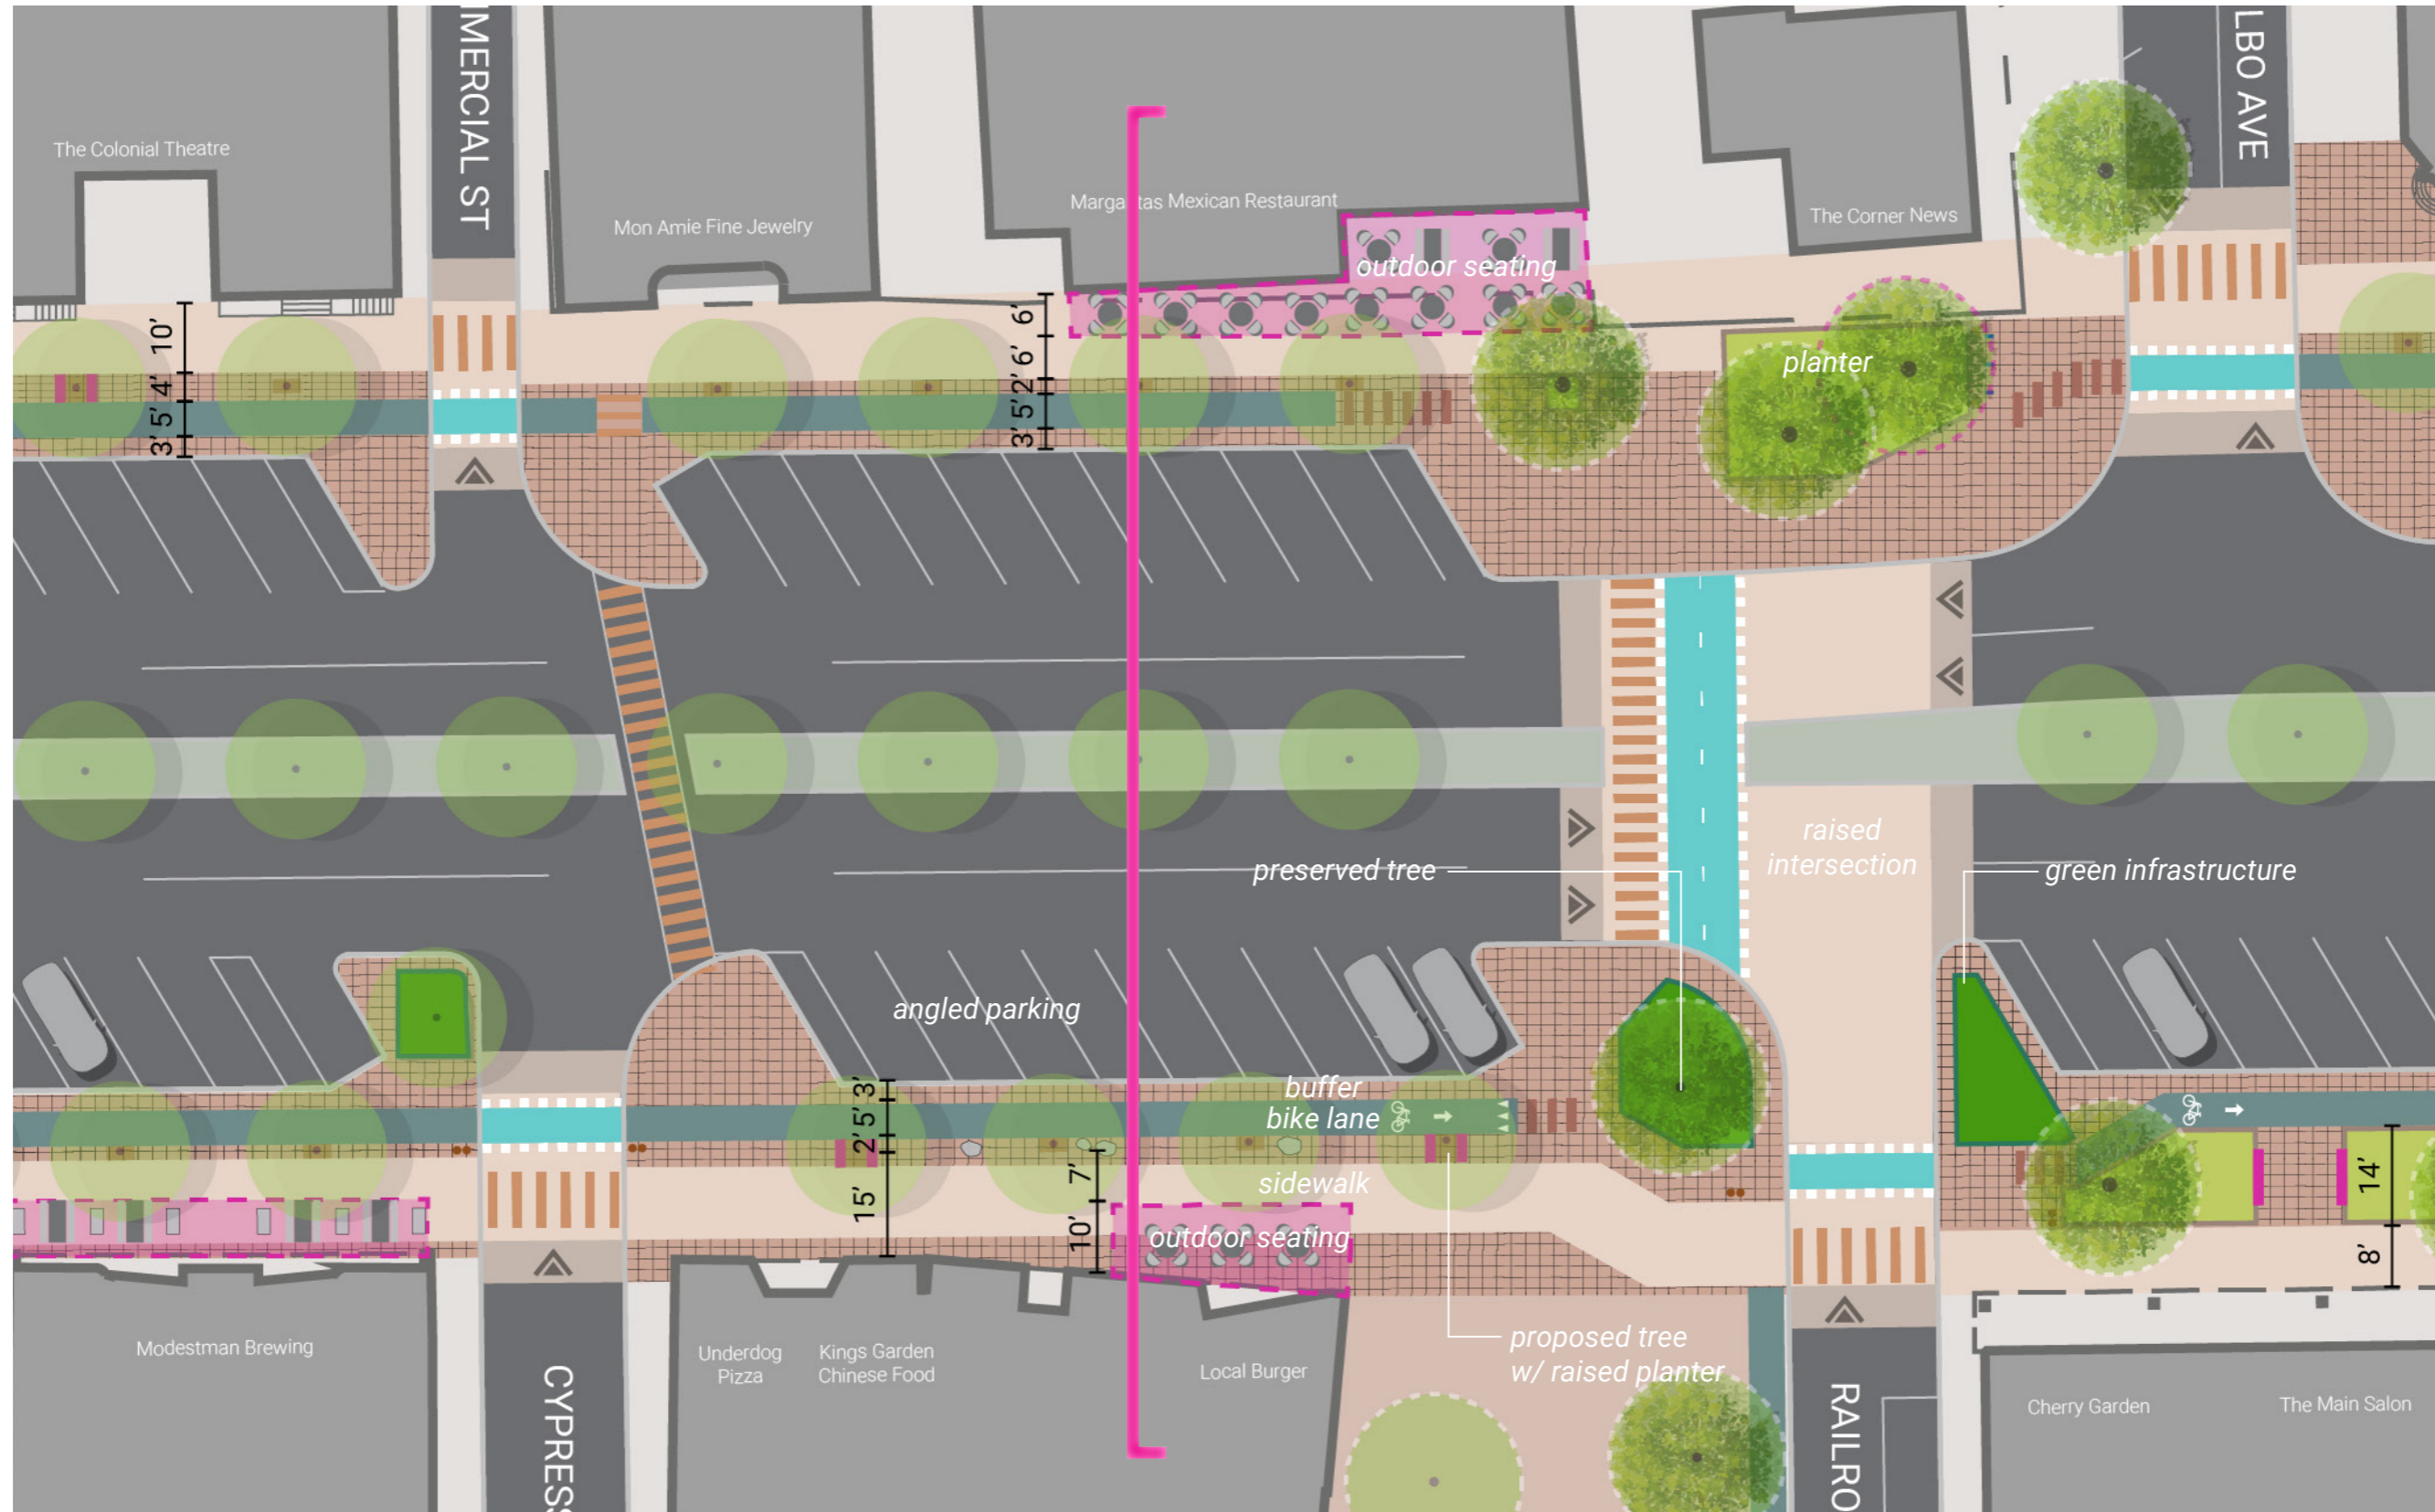 MERCIAL ST
LBO AVE
The Colonial Theatre
Mon Amie Fine Jewelry
Marga tas Mexican Restaurant
The Corner News
outdoor seating
10'
4'
5'
3'
6'
6'
2'
5'
3'
planter
raised
intersection
preserved tree
green infrastructure
angled parking
buffer
bike lane
sidewalk
outdoor seating
3'
5'
2'
15'
7'
10'
14'
8'
proposed tree
w/ raised planter
Modestman Brewing
CYPRESS
Underdog
Pizza
Kings Garden
Chinese Food
Local Burger
RAILRO
Cherry Garden
The Main Salon